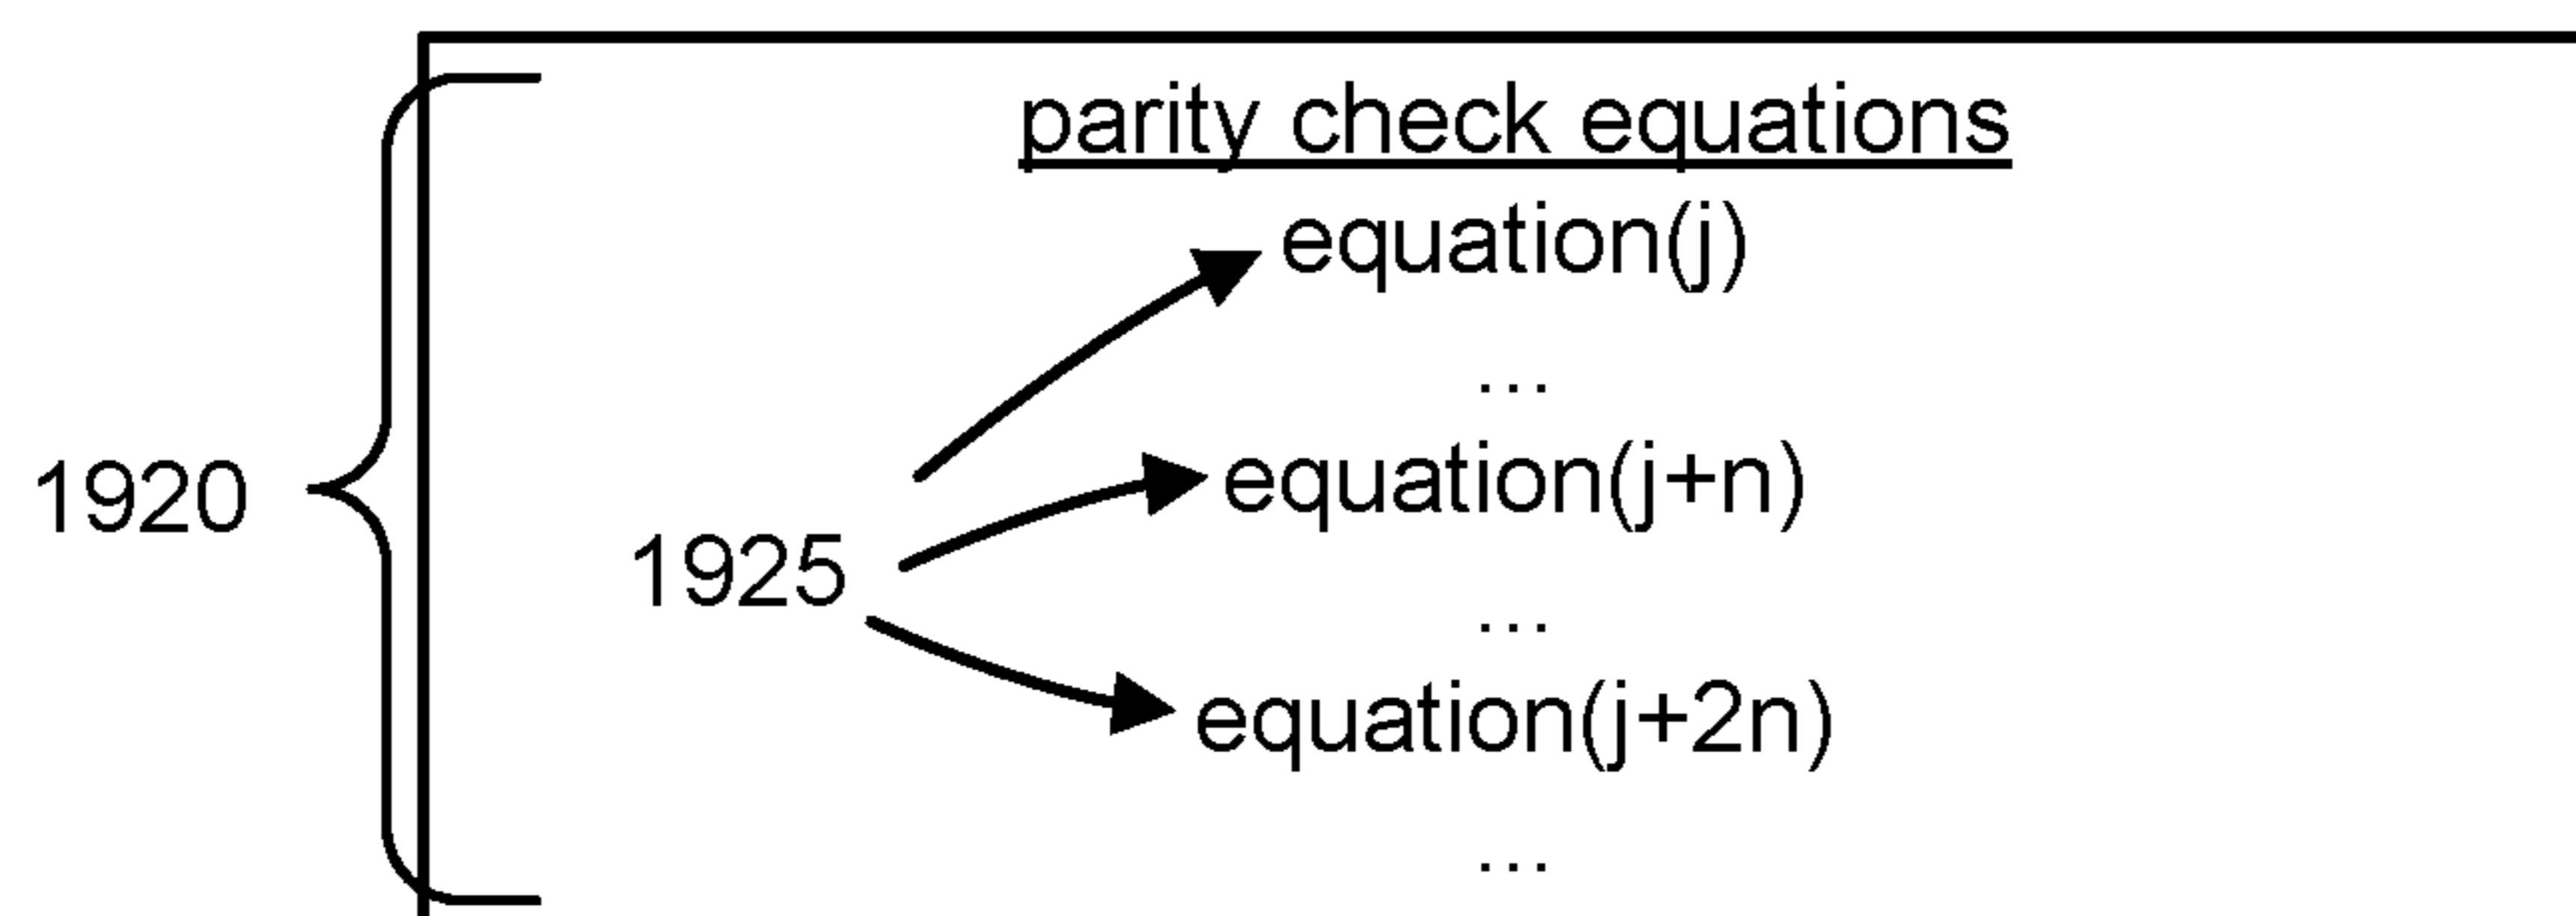 parity check equations
equation(j)
...
equation(j+n)
1920
1925
...
equation(j+2n)
...